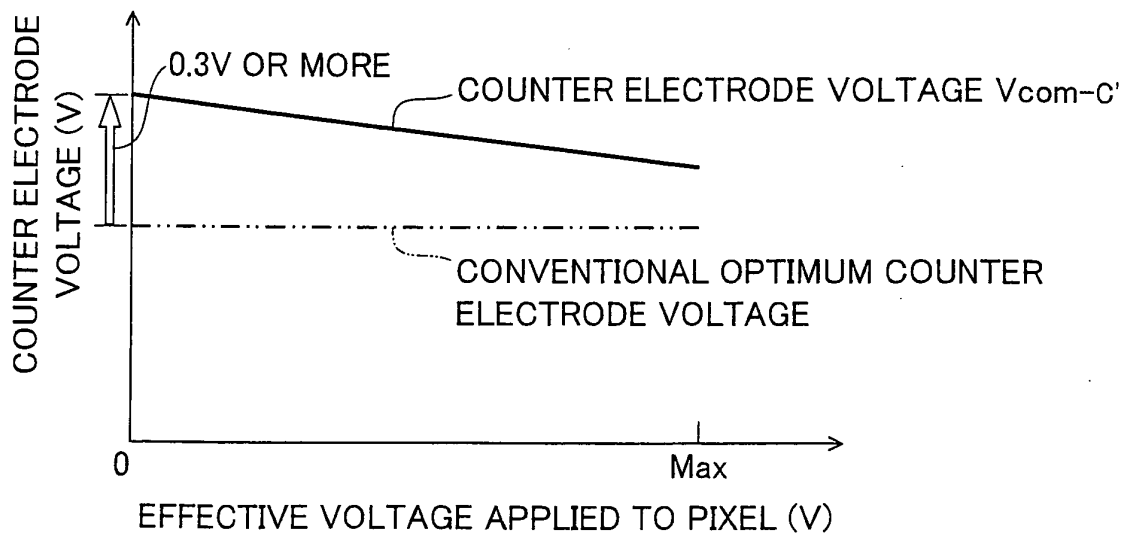 COUNTER ELECTRODE
VOLTAGE (V)
0.3V OR MORE
COUNTER ELECTRODE VOLTAGE Vcom-C'
CONVENTIONAL OPTIMUM COUNTER
ELECTRODE VOLTAGE
0
Max
EFFECTIVE VOLTAGE APPLIED TO PIXEL (V)